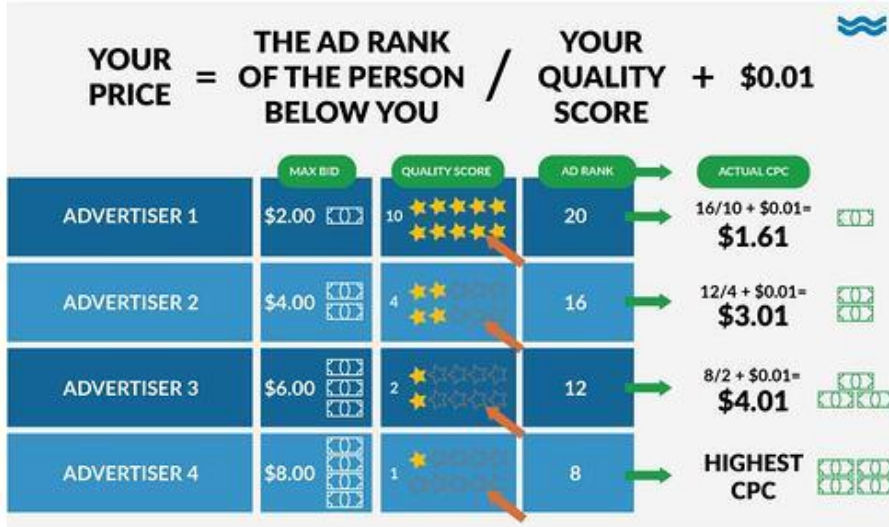 YOUR PRICE = THE AD RANK OF THE PERSON BELOW YOU / YOUR QUALITY SCORE + $0.01
MAX BID QUALITY SCORE AD RANK ACTUAL CPC
ADVERTISER 1 $2.00 10 20 16/10 + $0.01= $1.61
ADVERTISER 2 $4.00 4 16 12/4 + $0.01= $3.01
ADVERTISER 3 $6.00 2 12 8/2 + $0.01= $4.01
ADVERTISER 4 $8.00 1 8 HIGHEST CPC